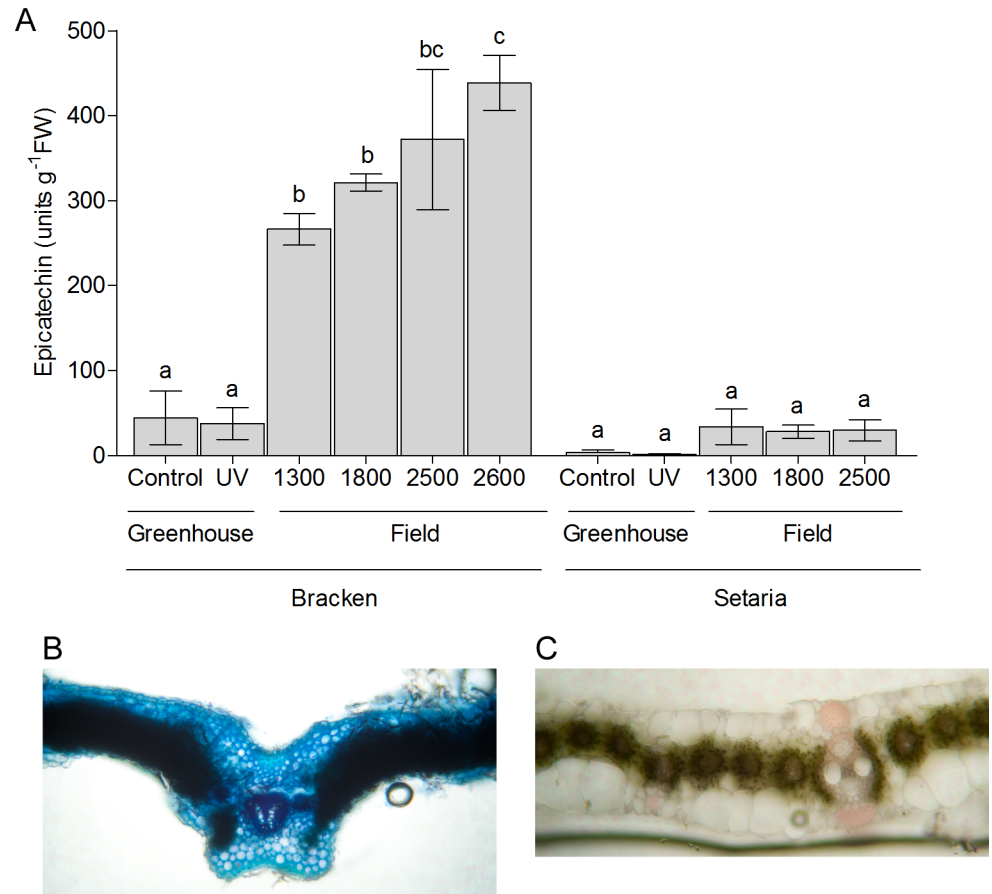 A
500
400
300
200
100
0
Epicatechin (units g⁻¹FW)
a
a
b
b
bc
c
a
a
a
a
a
Control UV 1300 1800 2500 2600 Control UV 1300 1800 2500
Greenhouse Field Greenhouse Field
Bracken Setaria
B C